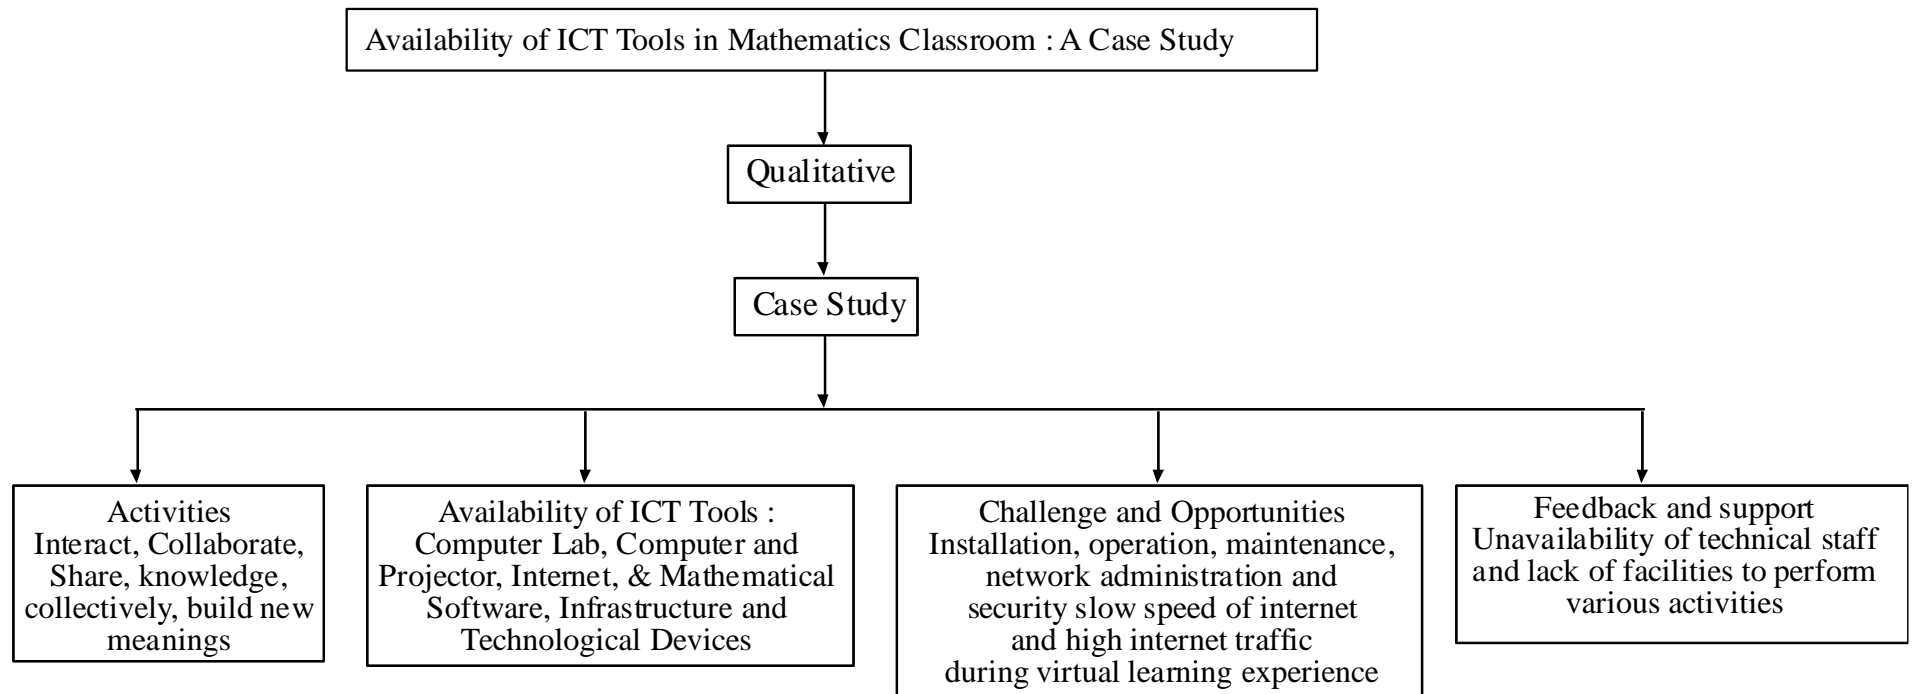 Availability of ICT Tools in Mathematics Classroom : A Case Study
Qualitative
Case Study
Activities
Interact, Collaborate,
Share, knowledge,
collectively, build new
meanings
Availability of ICT Tools :
Computer Lab, Computer and
Projector, Internet, & Mathematical
Software, Infrastructure and
Technological Devices
Challenge and Opportunities
Installation, operation, maintenance,
network administration and
security slow speed of internet
and high internet traffic
during virtual learning experience
Feedback and support
Unavailability of technical staff
and lack of facilities to perform
various activities